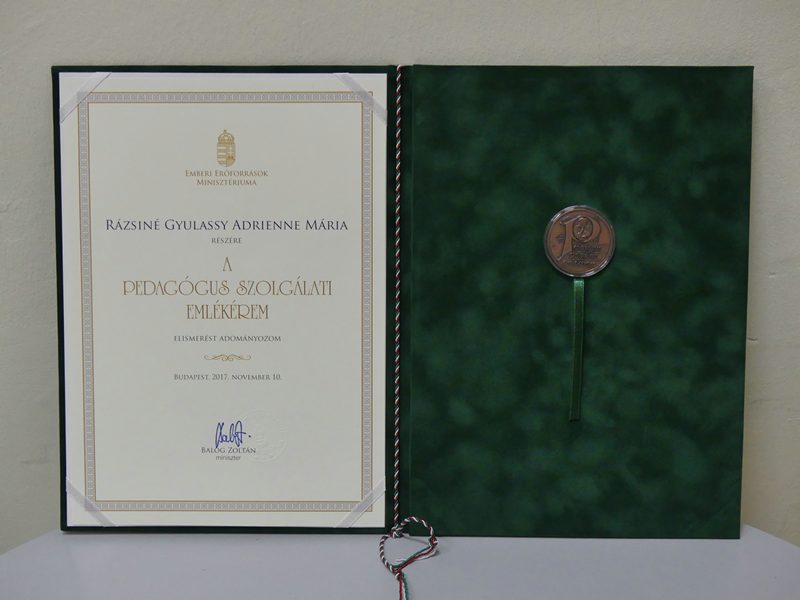 Emberi Erőforrások
Minisztériuma
Rázsiné Gyulassy Adrienne Mária
részére
A
Pedagógus Szolgálati
Emlékérem
elismerést adományozom
Budapest, 2017. november 10.
Balog Zoltán
miniszter